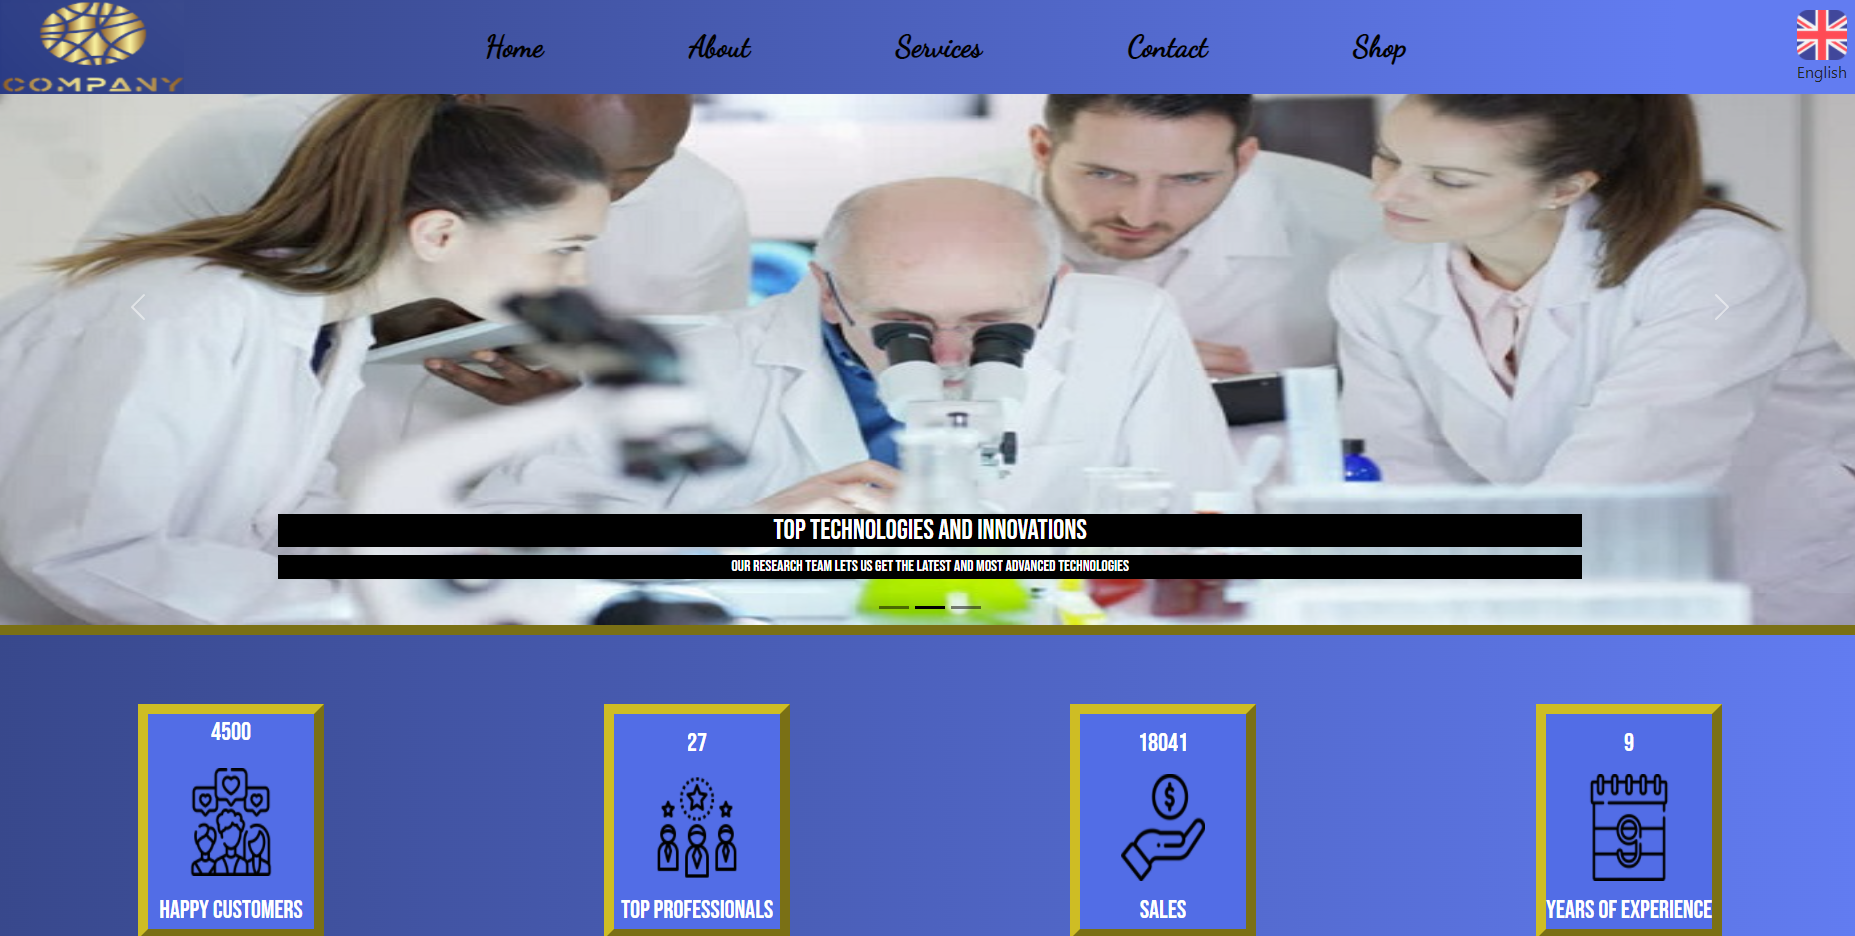 Home About Services Contact Shop
COMPANY
English
TOP TECHNOLOGIES AND INNOVATIONS
OUR RESEARCH TEAM LETS US GET THE LATEST AND MOST ADVANCED TECHNOLOGIES
4500
27
18041
9
$
9
HAPPY CUSTOMERS
TOP PROFESSIONALS
SALES
YEARS OF EXPERIENCE